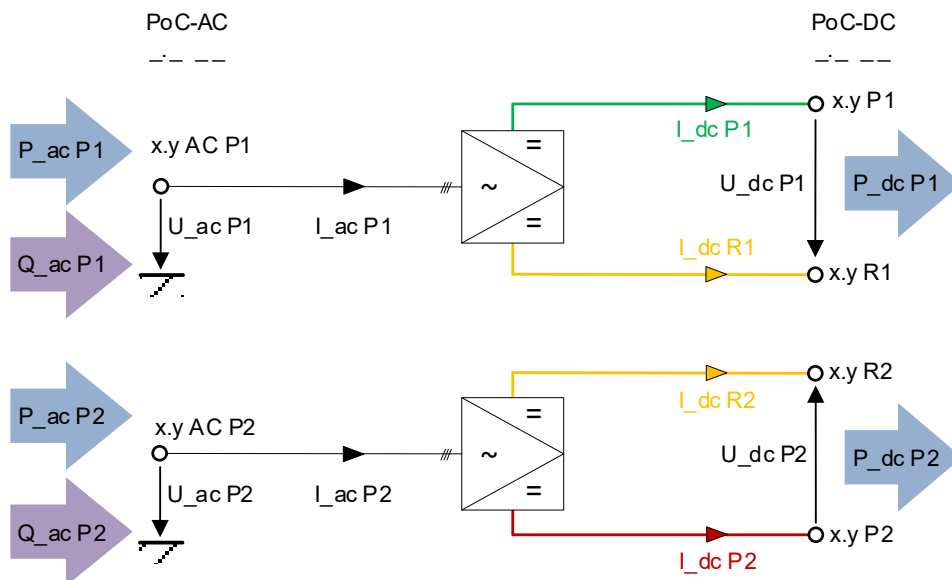 PoC-AC
PoC-DC
P_ac P1
x.y AC P1
U_ac P1
I_ac P1
Q_ac P1
~
=
=
I_dc P1
x.y P1
U_dc P1
P_dc P1
I_dc R1
x.y R1
P_ac P2
x.y AC P2
U_ac P2
I_ac P2
Q_ac P2
~
=
=
I_dc R2
x.y R2
U_dc P2
P_dc P2
I_dc P2
x.y P2